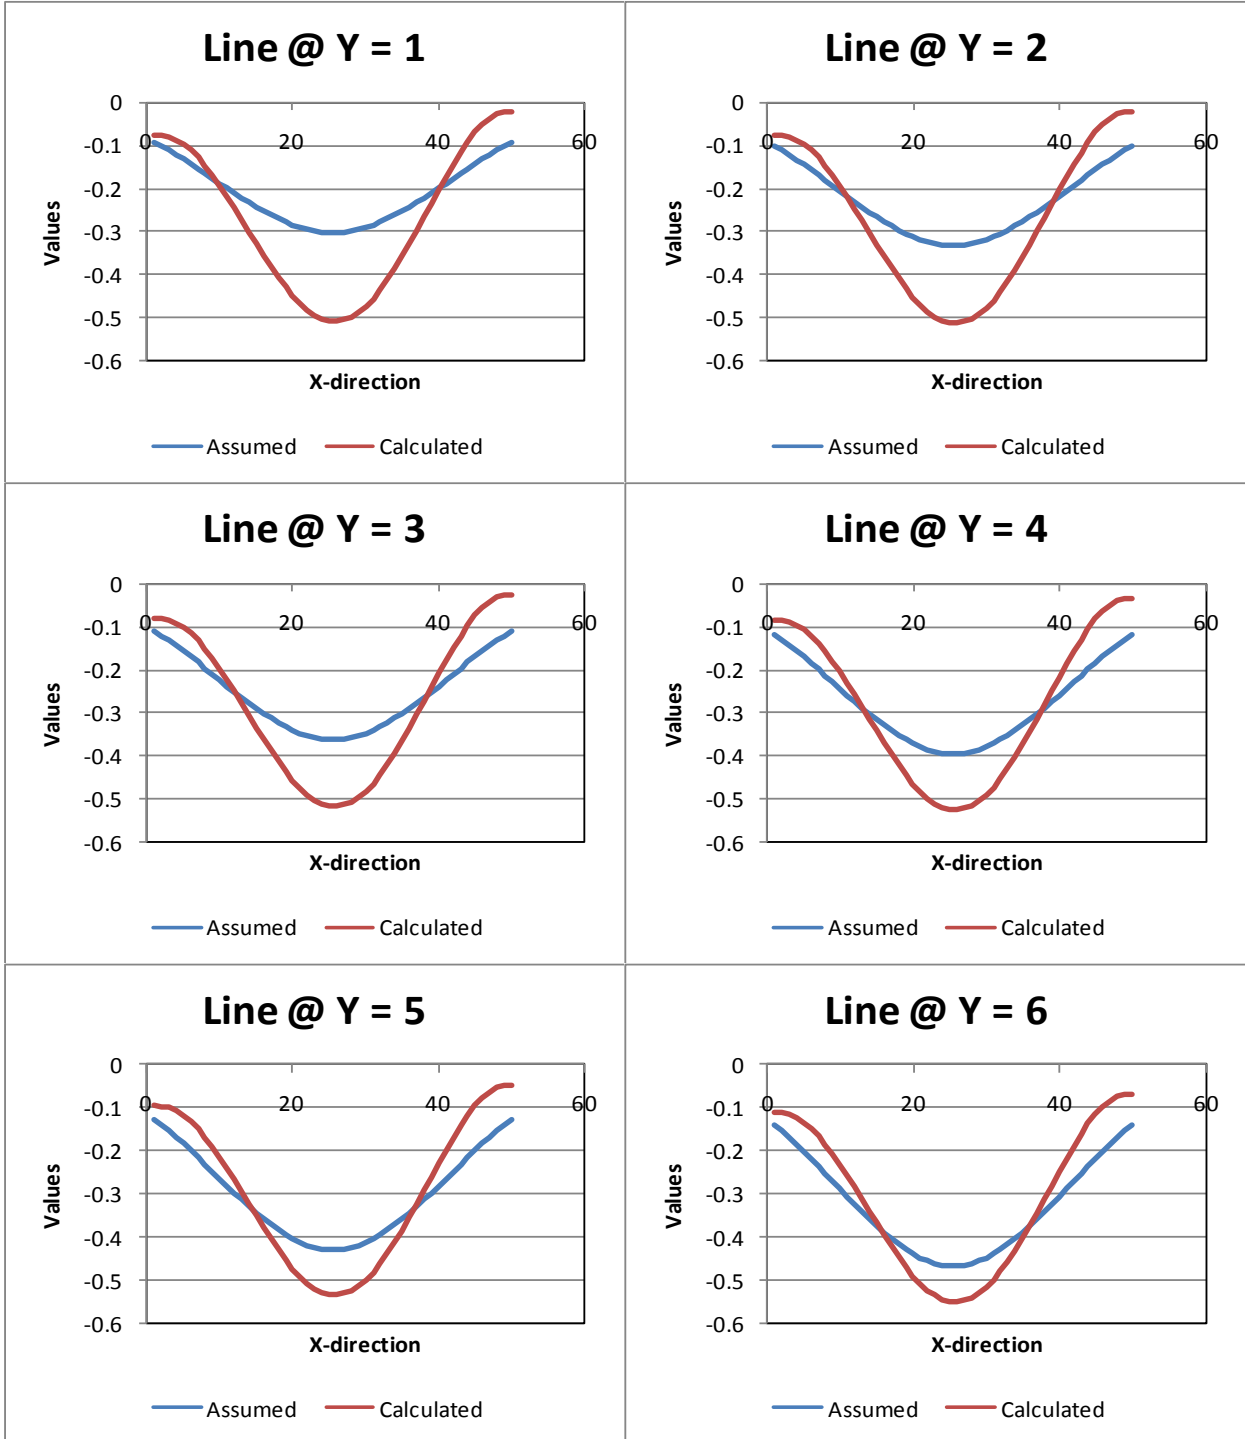 Line @ Y = 1
0
-0.1
-0.2
-0.3
-0.4
-0.5
-0.6
0 20 40 60
Values
X-direction
Assumed Calculated
Line @ Y = 2
0
-0.1
-0.2
-0.3
-0.4
-0.5
-0.6
0 20 40 60
Values
X-direction
Assumed Calculated
Line @ Y = 3
0
-0.1
-0.2
-0.3
-0.4
-0.5
-0.6
0 20 40 60
Values
X-direction
Assumed Calculated
Line @ Y = 4
0
-0.1
-0.2
-0.3
-0.4
-0.5
-0.6
0 20 40 60
Values
X-direction
Assumed Calculated
Line @ Y = 5
0
-0.1
-0.2
-0.3
-0.4
-0.5
-0.6
0 20 40 60
Values
X-direction
Assumed Calculated
Line @ Y = 6
0
-0.1
-0.2
-0.3
-0.4
-0.5
-0.6
0 20 40 60
Values
X-direction
Assumed Calculated